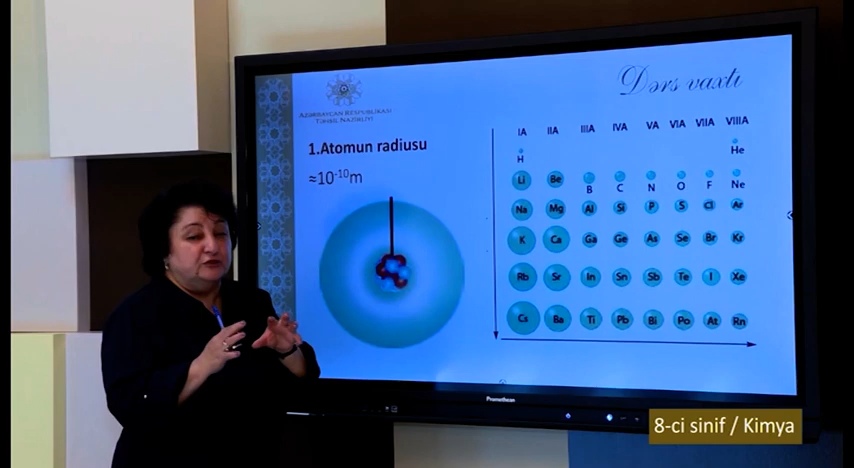 Dərs vaxtı
AZƏRBAYCAN RESPUBLİKASI
TƏHSİL NAZİRLİYİ
1.Atomun radiusu
≈10⁻¹⁰m
IA IIA IIIA IVA VA VIA VIIA VIIIA
H He
Li Be B C N O F Ne
Na Mg Al Si P S Cl Ar
K Ca Ga Ge As Se Br Kr
Rb Sr In Sn Sb Te I Xe
Cs Ba Ti Pb Bi Po At Rn
Promethean
8-ci sinif / Kimya